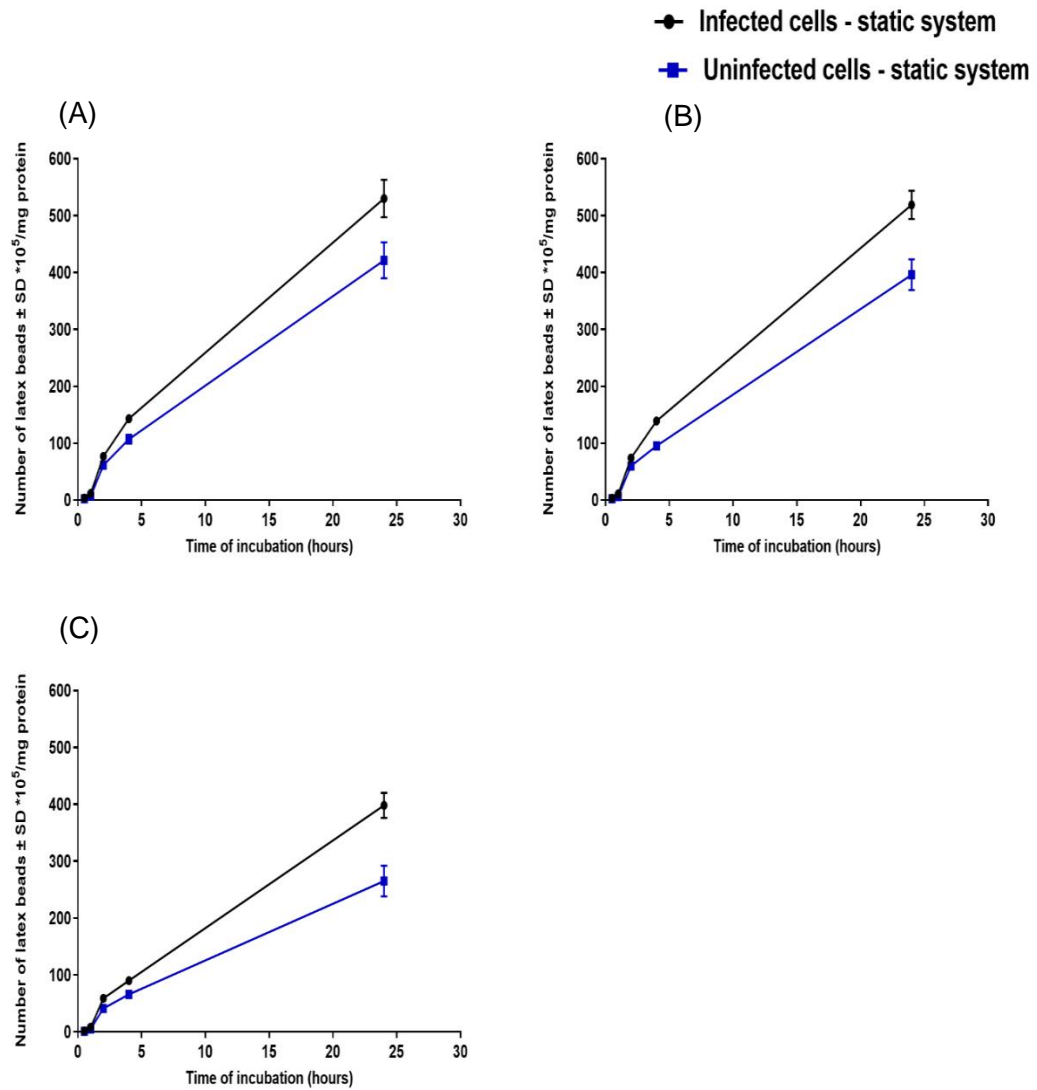 Infected cells - static system
Uninfected cells - static system
(A)
Number of latex beads ± SD *10⁵/mg protein
600
500
400
300
200
100
0
0 5 10 15 20 25 30
Time of incubation (hours)
(B)
Number of latex beads ± SD *10⁵/mg protein
600
500
400
300
200
100
0
0 5 10 15 20 25 30
Time of incubation (hours)
(C)
Number of latex beads ± SD *10⁵/mg protein
600
500
400
300
200
100
0
0 5 10 15 20 25 30
Time of incubation (hours)